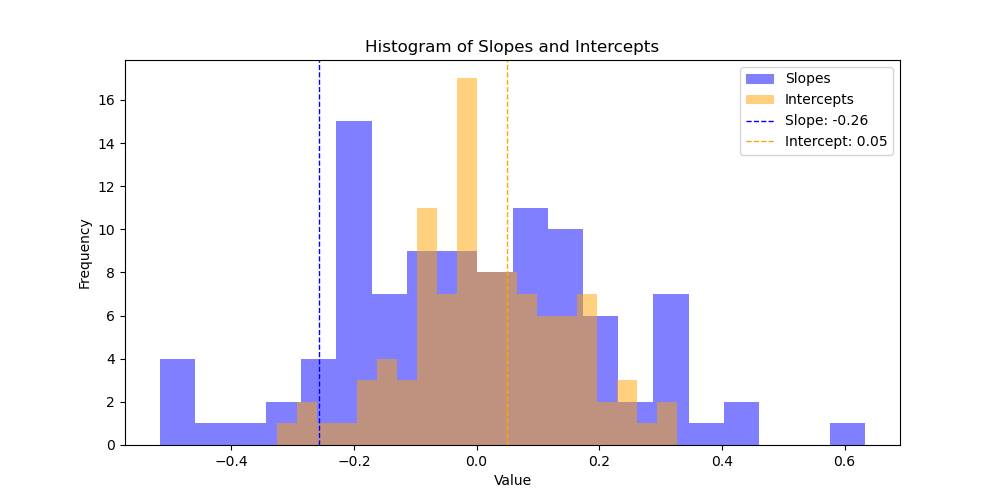 Histogram of Slopes and Intercepts
Slopes
Intercepts
Slope: -0.26
Intercept: 0.05
Frequency
16
14
12
10
8
6
4
2
0
−0.4 −0.2 0.0 0.2 0.4 0.6
Value